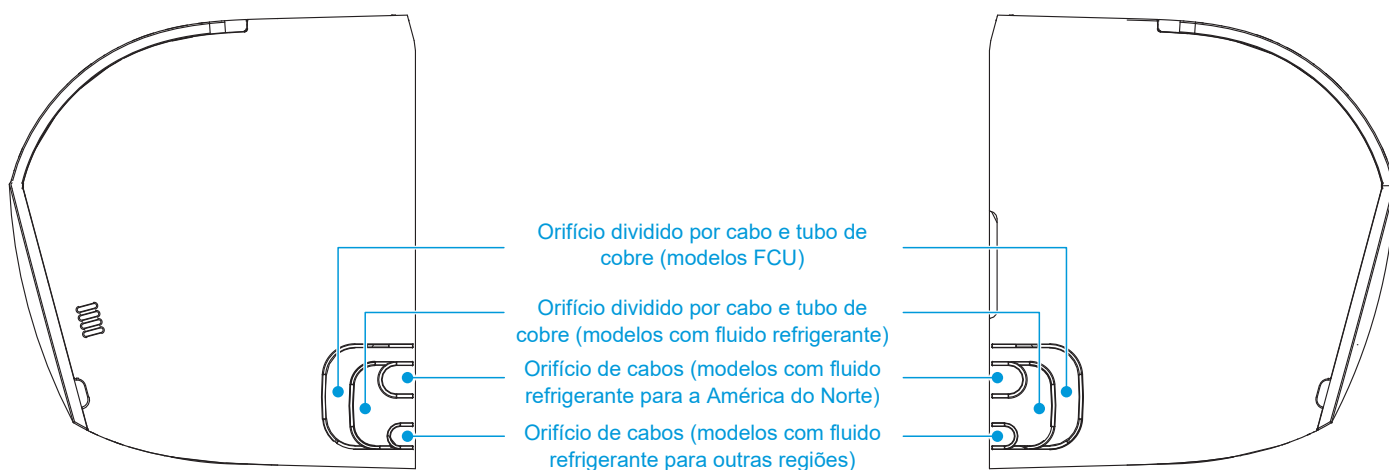 Orifício dividido por cabo e tubo de
cobre (modelos FCU)
Orifício dividido por cabo e tubo de
cobre (modelos com fluido refrigerante)
Orifício de cabos (modelos com fluido
refrigerante para a América do Norte)
Orifício de cabos (modelos com fluido
refrigerante para outras regiões)